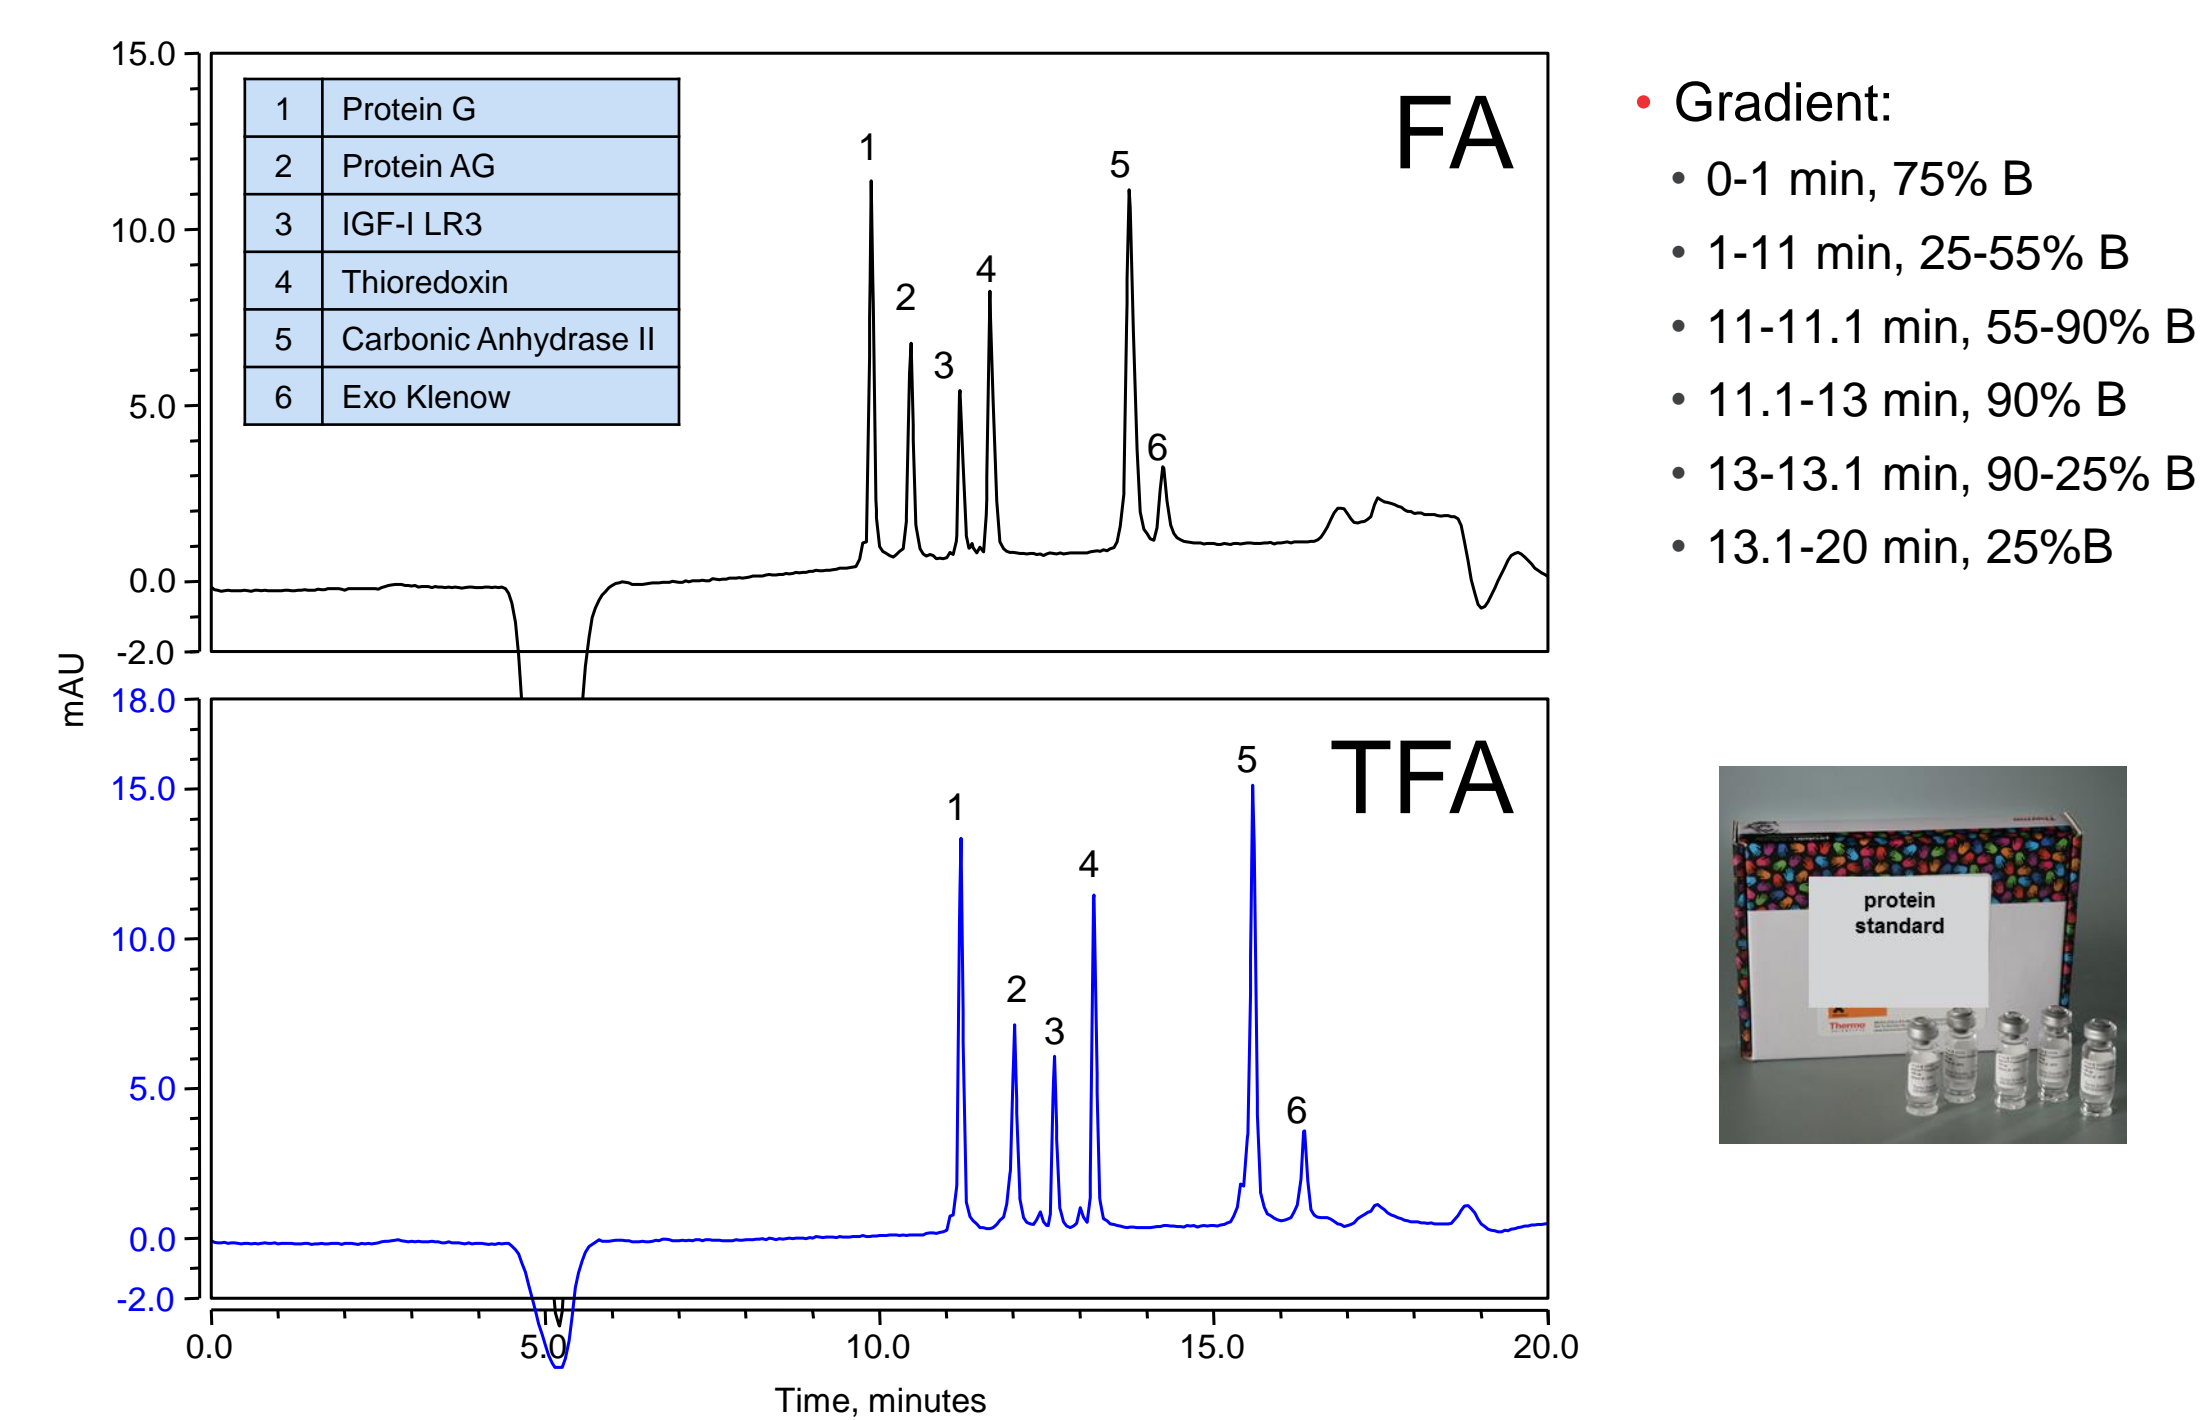 15.0
10.0
5.0
0.0
-2.0
1 Protein G
2 Protein AG
3 IGF-I LR3
4 Thioredoxin
5 Carbonic Anhydrase II
6 Exo Klenow
FA
1
2
3
4
5
6
mAU
18.0
15.0
10.0
5.0
0.0
-2.0
TFA
1
2
3
4
5
6
0.0 5.0 10.0 15.0 20.0
Time, minutes
• Gradient:
• 0-1 min, 75% B
• 1-11 min, 25-55% B
• 11-11.1 min, 55-90% B
• 11.1-13 min, 90% B
• 13-13.1 min, 90-25% B
• 13.1-20 min, 25%B
protein
standard
Thermo